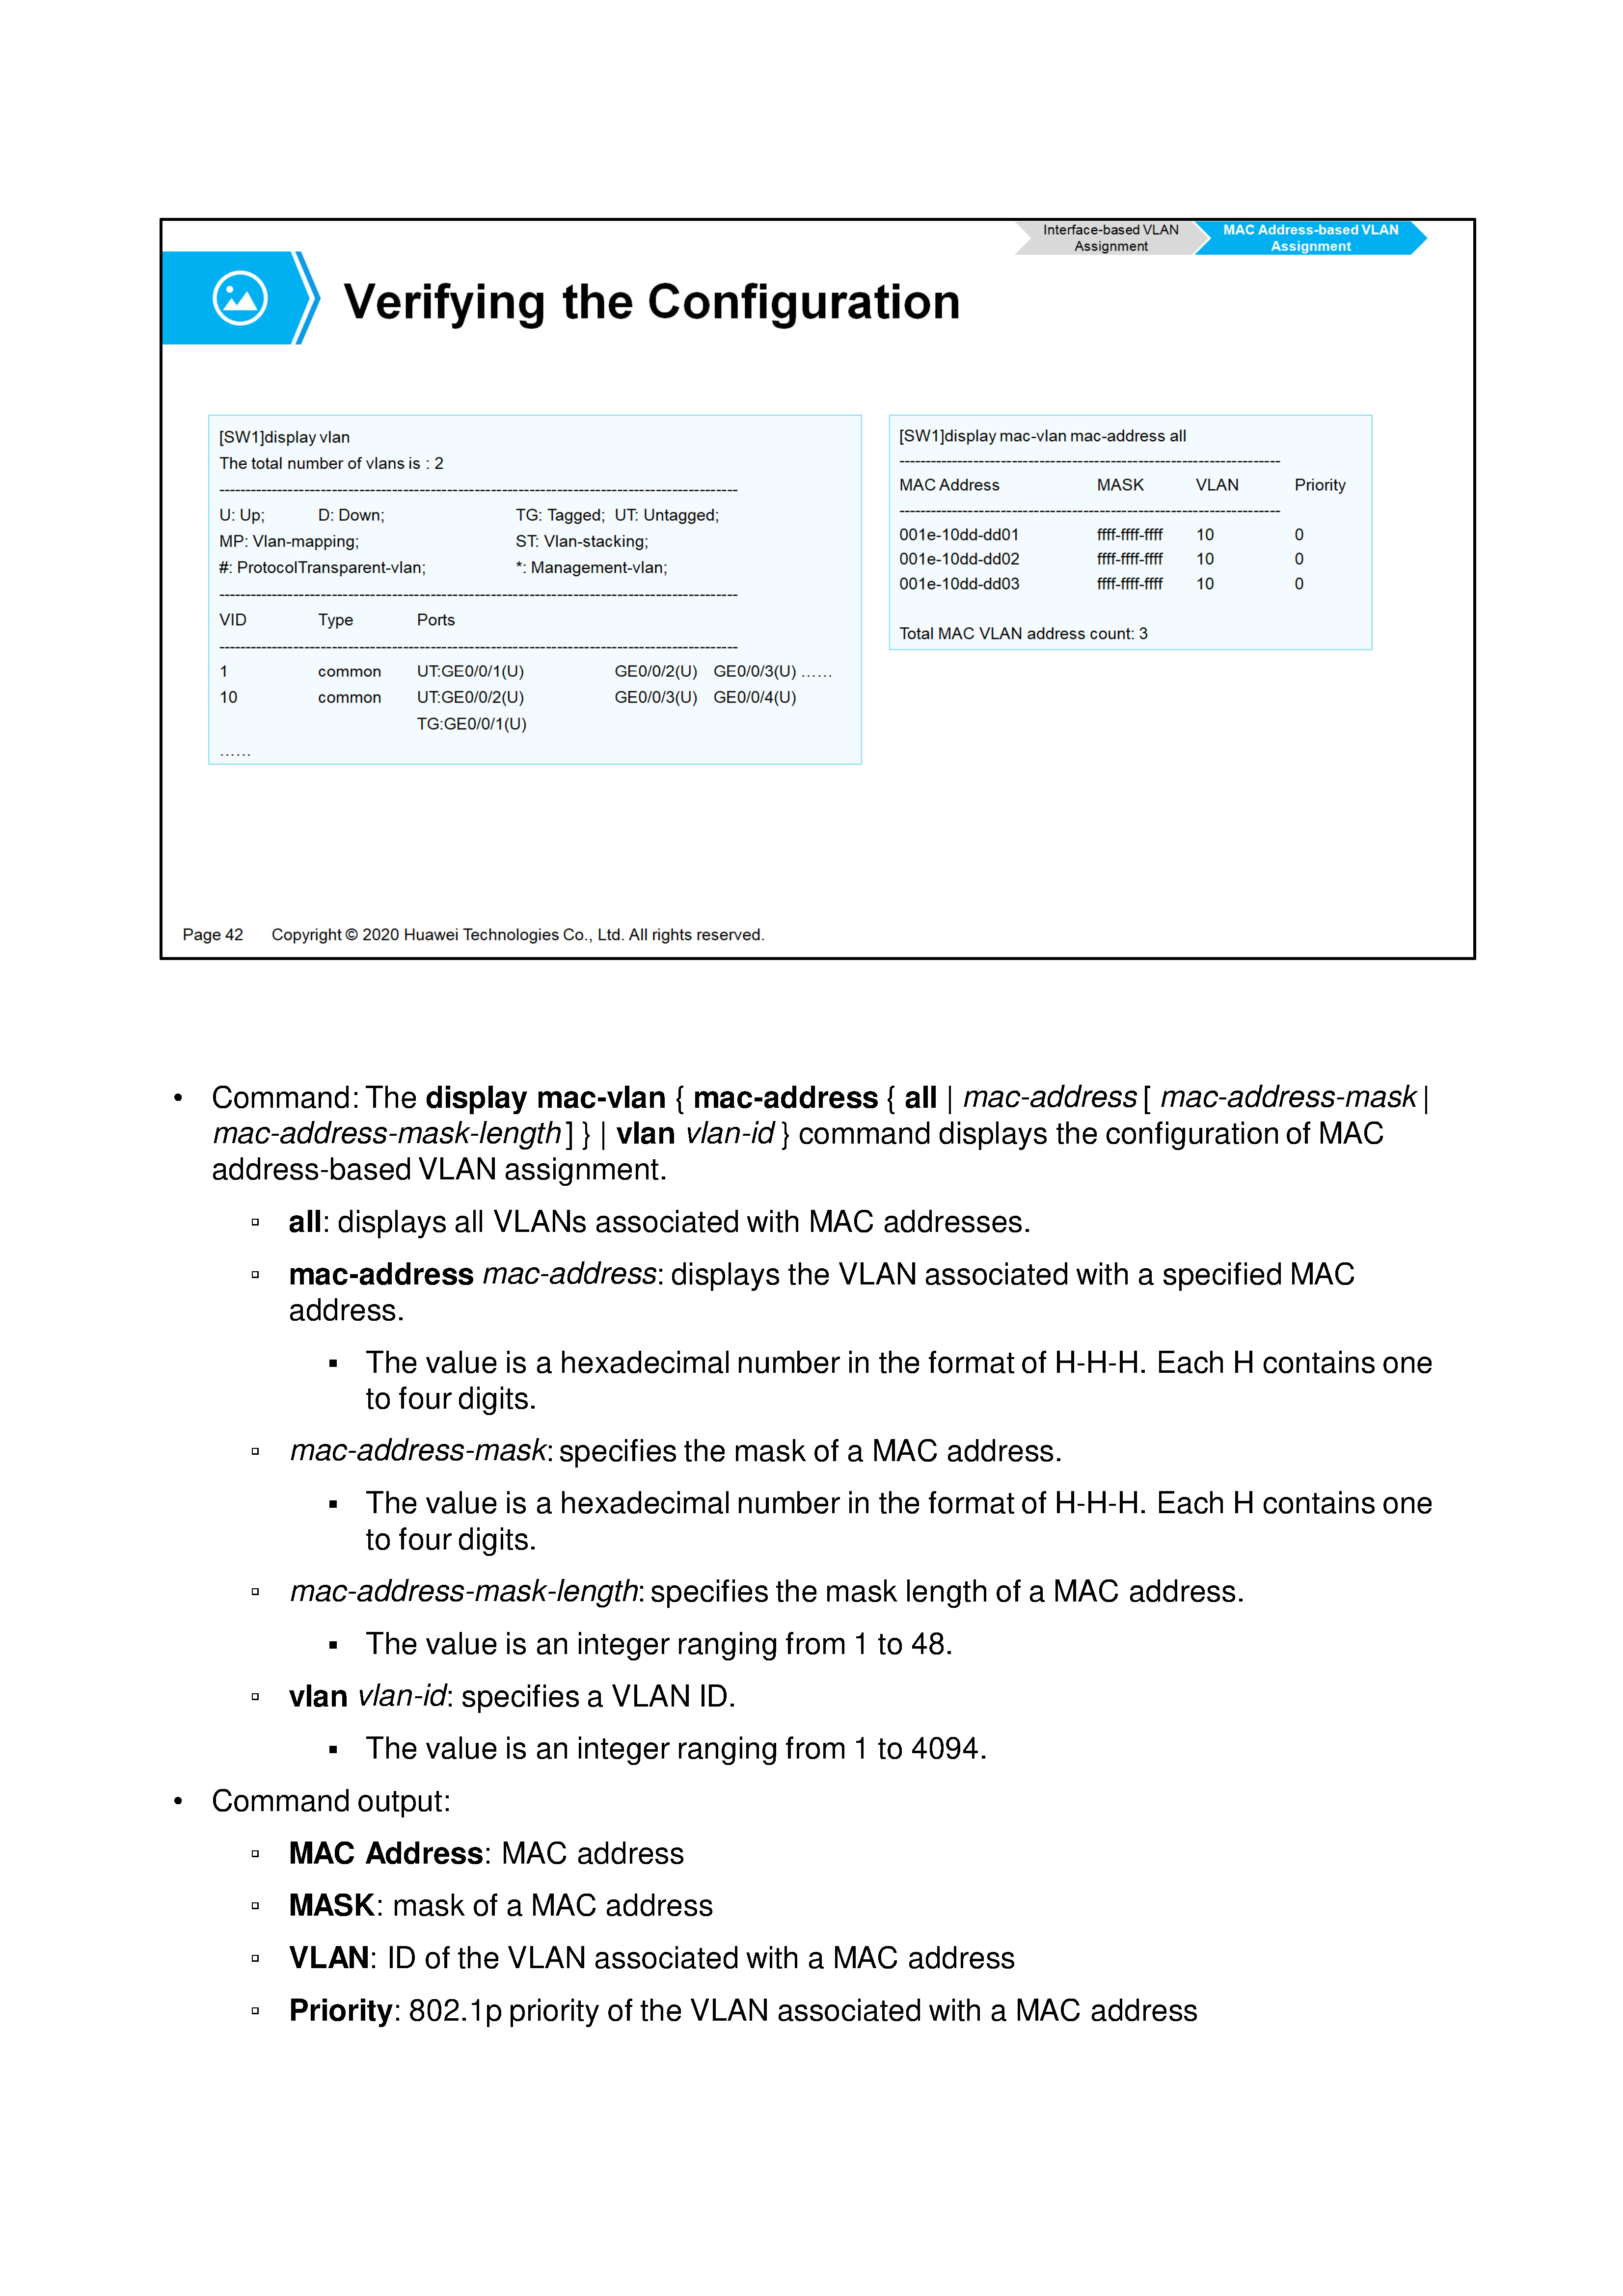 Interface-based VLAN
Assignment
MAC Address-based VLAN
Assignment
Verifying the Configuration
[SW1]display vlan
The total number of vlans is : 2
---------------------------------------------------------------------------------------------------
U: Up; D: Down; TG: Tagged; UT: Untagged;
MP: Vlan-mapping; ST: Vlan-stacking;
#: ProtocolTransparent-vlan; *: Management-vlan;
---------------------------------------------------------------------------------------------------
VID Type Ports
---------------------------------------------------------------------------------------------------
1 common UT:GE0/0/1(U) GE0/0/2(U) GE0/0/3(U) ……
10 common UT:GE0/0/2(U) GE0/0/3(U) GE0/0/4(U)
TG:GE0/0/1(U)
……
[SW1]display mac-vlan mac-address all
------------------------------------------------------------------------
MAC Address MASK VLAN Priority
------------------------------------------------------------------------
001e-10dd-dd01 ffff-ffff-ffff 10 0
001e-10dd-dd02 ffff-ffff-ffff 10 0
001e-10dd-dd03 ffff-ffff-ffff 10 0
Total MAC VLAN address count: 3
Page 42 Copyright © 2020 Huawei Technologies Co., Ltd. All rights reserved.
• Command: The display mac-vlan { mac-address { all | mac-address [ mac-address-mask |
mac-address-mask-length ] } | vlan vlan-id } command displays the configuration of MAC
address-based VLAN assignment.
▫ all: displays all VLANs associated with MAC addresses.
▫ mac-address mac-address: displays the VLAN associated with a specified MAC
address.
▪ The value is a hexadecimal number in the format of H-H-H. Each H contains one
to four digits.
▫ mac-address-mask: specifies the mask of a MAC address.
▪ The value is a hexadecimal number in the format of H-H-H. Each H contains one
to four digits.
▫ mac-address-mask-length: specifies the mask length of a MAC address.
▪ The value is an integer ranging from 1 to 48.
▫ vlan vlan-id: specifies a VLAN ID.
▪ The value is an integer ranging from 1 to 4094.
• Command output:
▫ MAC Address: MAC address
▫ MASK: mask of a MAC address
▫ VLAN: ID of the VLAN associated with a MAC address
▫ Priority: 802.1p priority of the VLAN associated with a MAC address